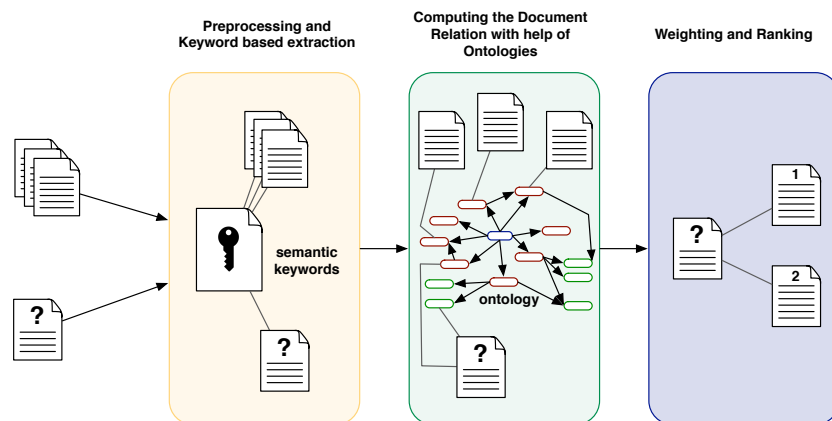 Preprocessing and
Keyword based extraction
Computing the Document
Relation with help of
Ontologies
Weighting and Ranking
semantic
keywords
?
?
ontology
?
?
1
2